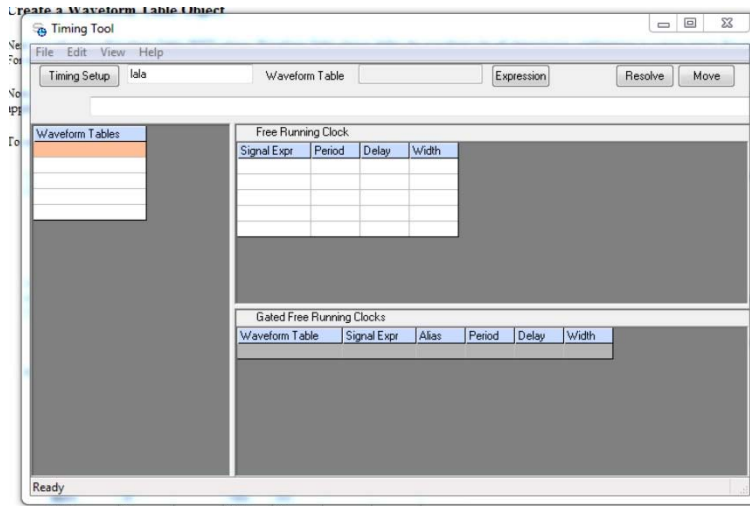 Create a Waveform Table Object
Timing Tool
File Edit View Help
Timing Setup lala Waveform Table Expression Resolve Move
Waveform Tables
Free Running Clock
Signal Expr Period Delay Width
Gated Free Running Clocks
Waveform Table Signal Expr Alias Period Delay Width
Ready